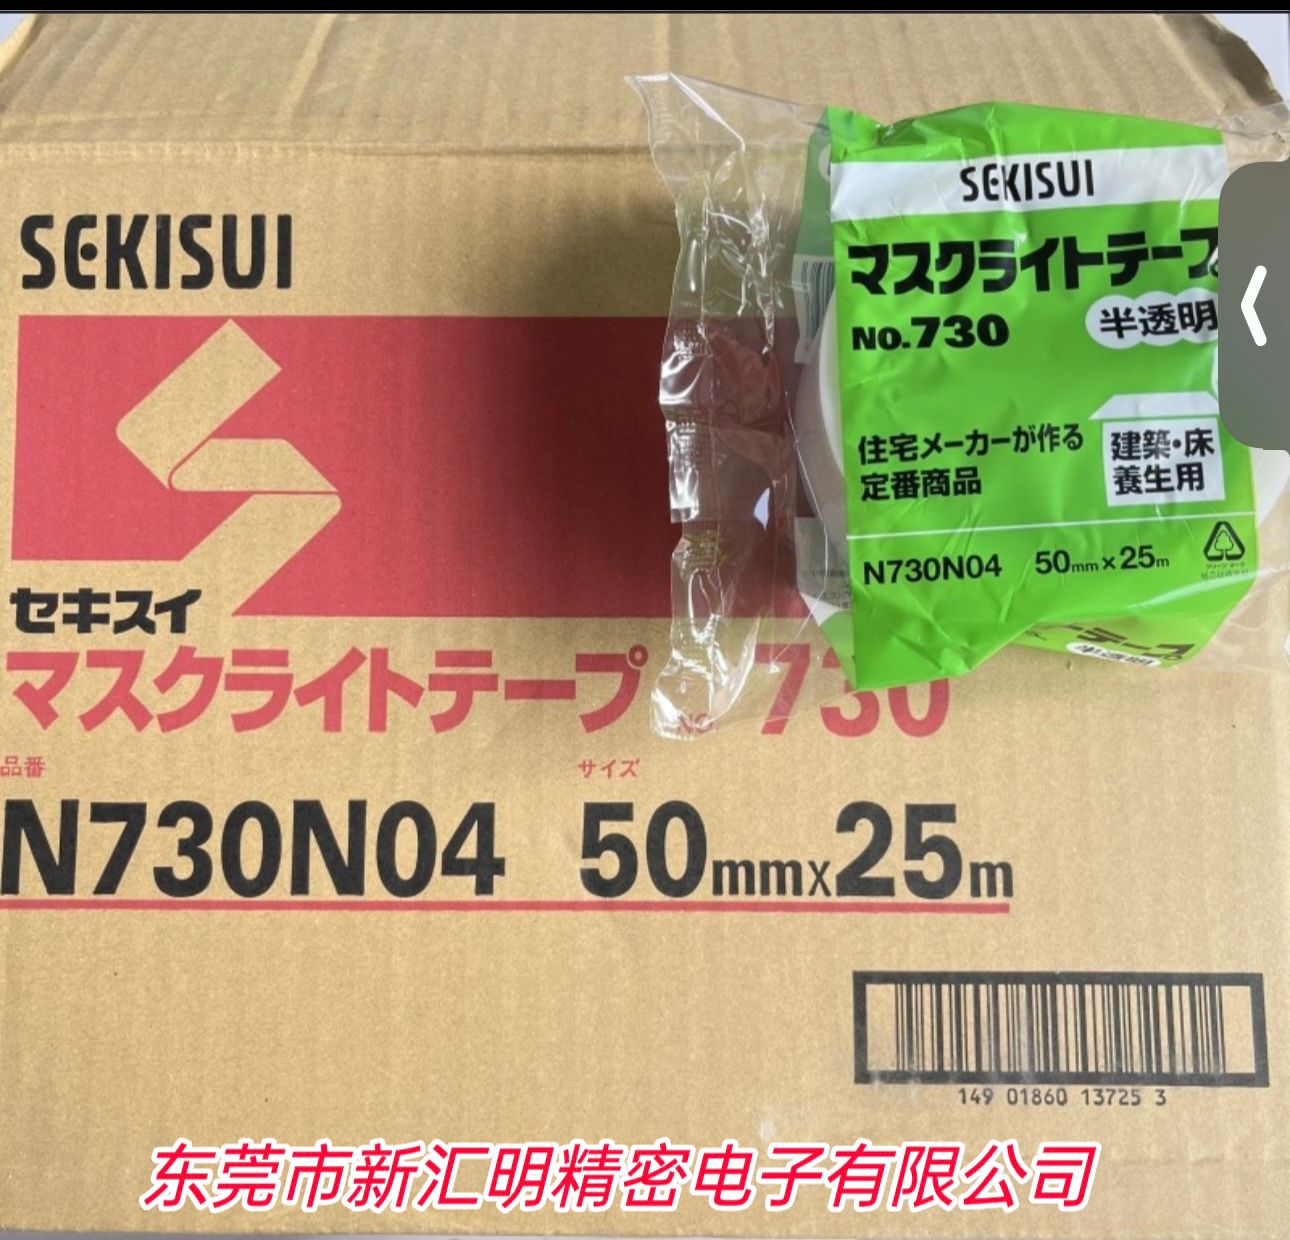 SEKISUI
セキスイ
マスクライトテープ NO. 730
品番 サイズ
N730N04 50mmx25m
149 01860 13725 3
SEKISUI
マスクライトテープ
No.730 半透明
住宅メーカーが作る
定番商品
建築・床
養生用
N730N04 50mm×25m
东莞市新汇明精密电子有限公司